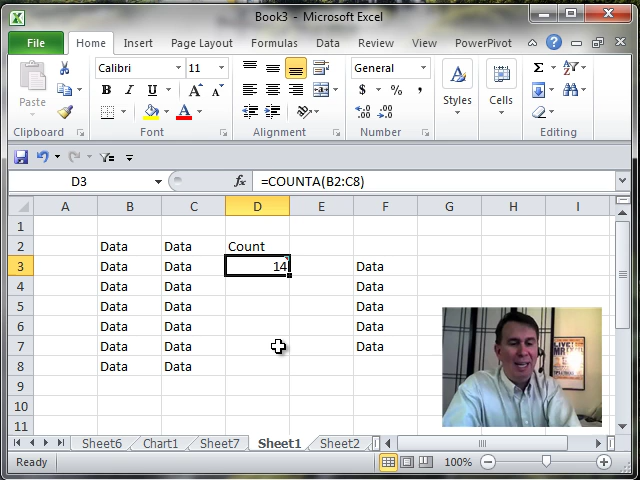 Book3 - Microsoft Excel
File Home Insert Page Layout Formulas Data Review View PowerPivot
Paste
Calibri 11
General
B I U
A A
$ % ,
Styles Cells
Clipboard Font Alignment Number Editing
D3 fx =COUNTA(B2:C8)
A B C D E F G H I
1
2 Data Data Count
3 Data Data 14 Data
4 Data Data Data
5 Data Data Data
6 Data Data Data
7 Data Data Data
8 Data Data
9
10
11
Sheet6 Chart1 Sheet7 Sheet1 Sheet2
Ready 100%